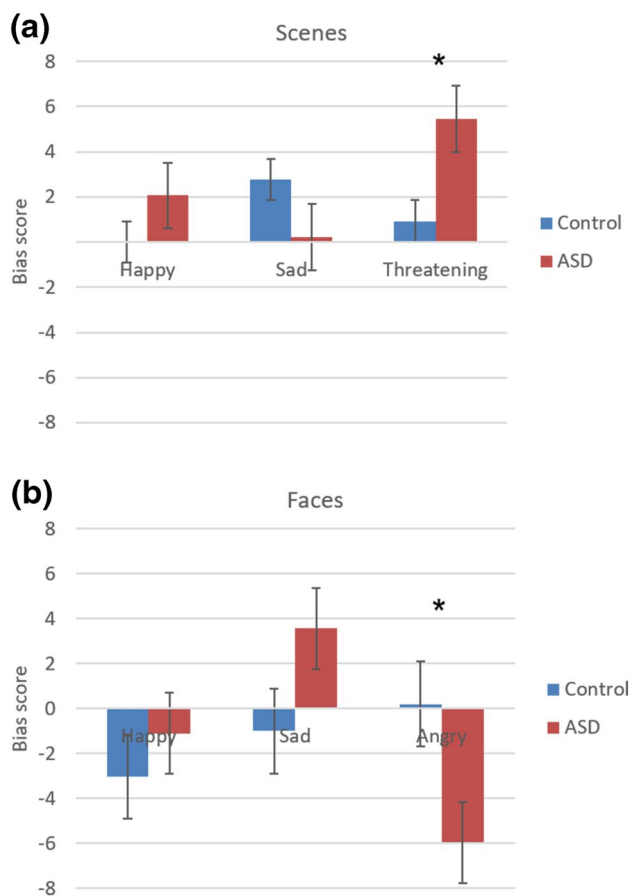 (a)
Scenes
8
*
6
4
2
Control
ASD
Happy Sad Threatening
-2
-4
-6
-8
Bias score
(b)
Faces
8
6
4
*
2
0
Control
ASD
Happy Sad Angry
-2
-4
-6
-8
Bias score